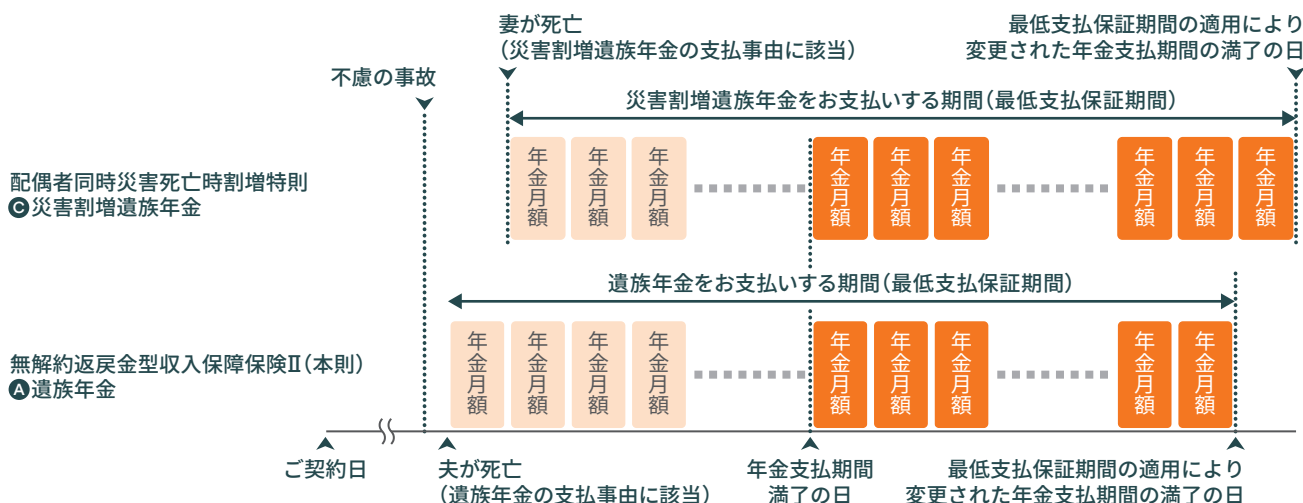 妻が死亡
(災害割増遺族年金の支払事由に該当)
最低支払保証期間の適用により
変更された年金支払期間の満了の日
不慮の事故
災害割増遺族年金をお支払いする期間(最低支払保証期間)
配偶者同時災害死亡時割増特則
C災害割増遺族年金
年金月額
年金月額
年金月額
年金月額
年金月額
年金月額
年金月額
年金月額
年金月額
遺族年金をお支払いする期間(最低支払保証期間)
無解約返戻金型収入保障保険Ⅱ(本則)
A遺族年金
年金月額
年金月額
年金月額
年金月額
年金月額
年金月額
年金月額
年金月額
年金月額
ご契約日
夫が死亡
(遺族年金の支払事由に該当)
年金支払期間
満了の日
最低支払保証期間の適用により
変更された年金支払期間の満了の日